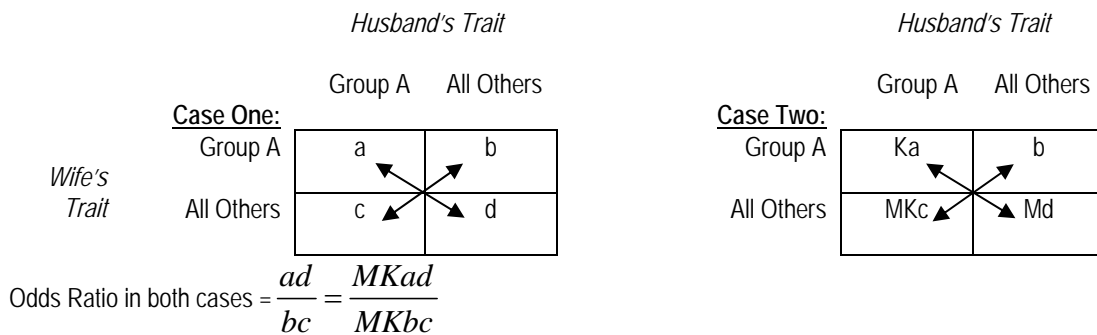 Husband's Trait Husband's Trait
Group A All Others Group A All Others
Case One: Case Two:
Group A a b Group A Ka b
Wife's
Trait
All Others c d All Others MKc Md
Odds Ratio in both cases = ad/bc = MKad/MKbc